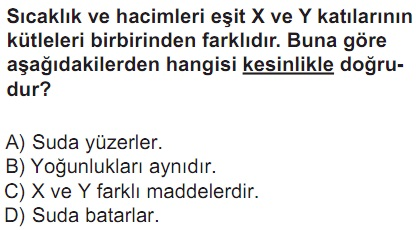 Sıcaklık ve hacimleri eşit X ve Y katılarının
kütleleri birbirinden farklıdır. Buna göre
aşağıdakilerden hangisi kesinlikle doğru-
dur?
A) Suda yüzerler.
B) Yoğunlukları aynıdır.
C) X ve Y farklı maddelerdir.
D) Suda batarlar.